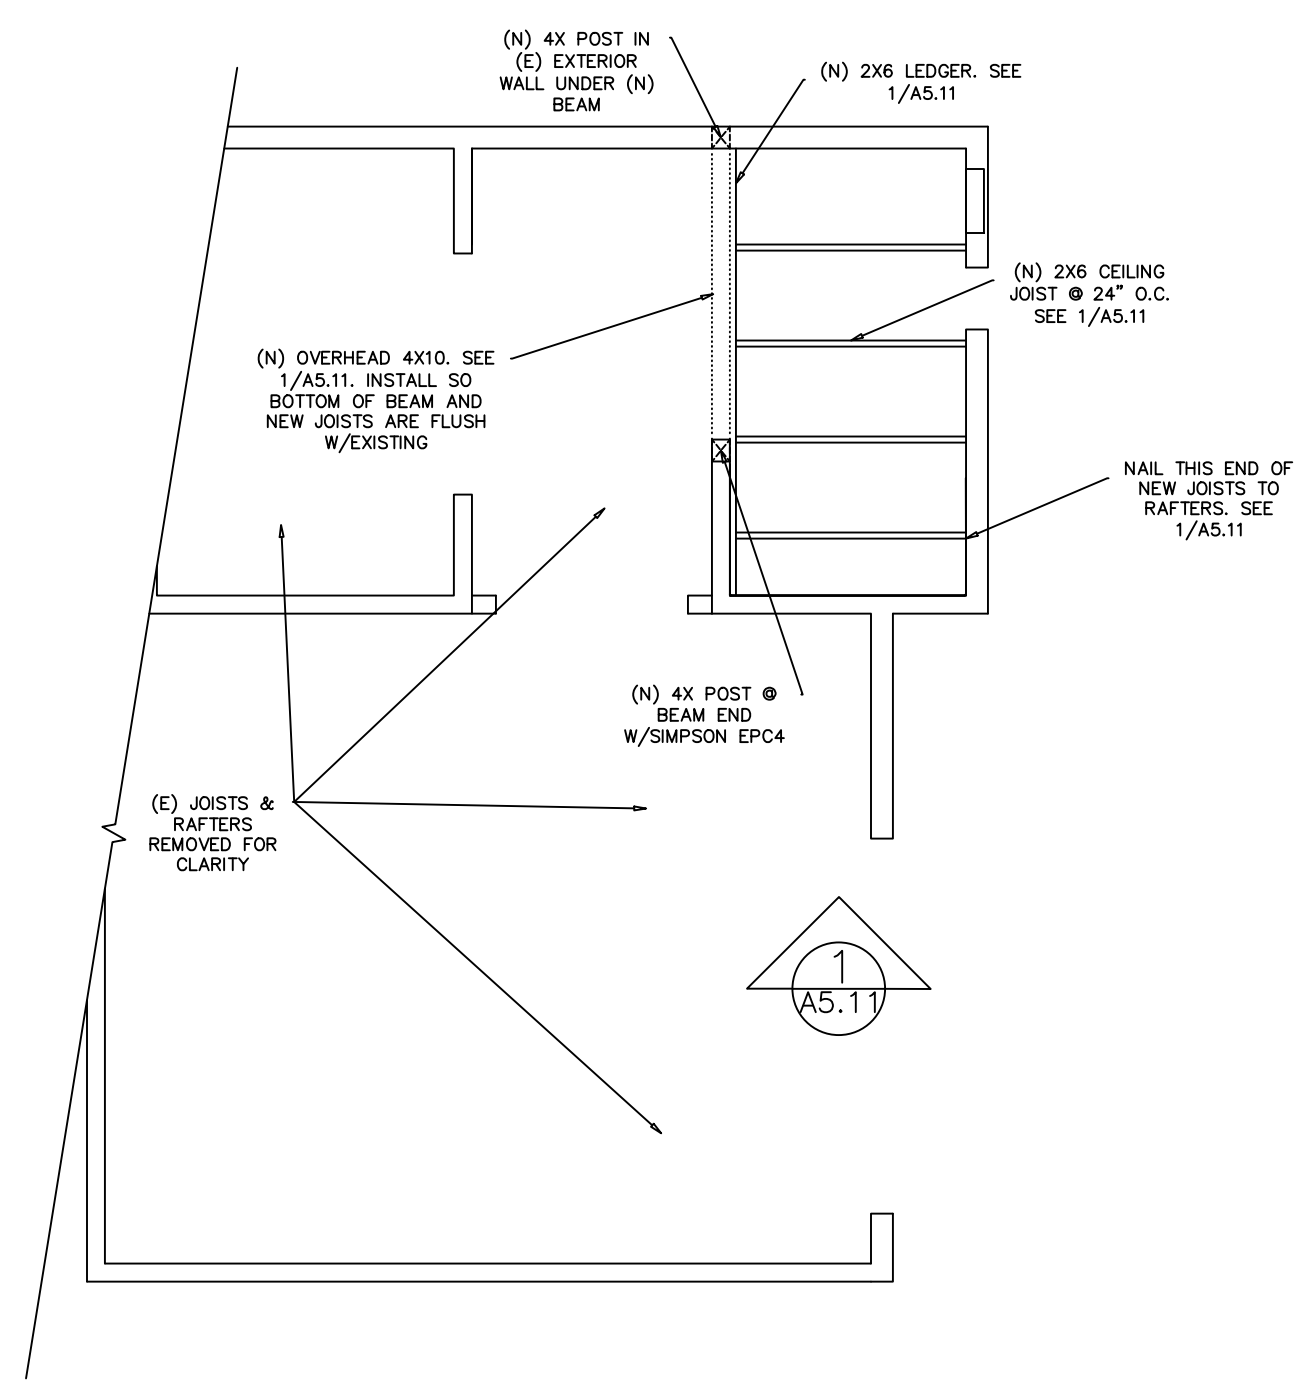 (N) 4X POST IN
(E) EXTERIOR
WALL UNDER (N)
BEAM
(N) 2X6 LEDGER. SEE
1/A5.11
(N) 2X6 CEILING
JOIST @ 24" O.C.
SEE 1/A5.11
(N) OVERHEAD 4X10. SEE
1/A5.11. INSTALL SO
BOTTOM OF BEAM AND
NEW JOISTS ARE FLUSH
W/EXISTING
NAIL THIS END OF
NEW JOISTS TO
RAFTERS. SEE
1/A5.11
(N) 4X POST @
BEAM END
W/SIMPSON EPC4
(E) JOISTS &
RAFTERS
REMOVED FOR
CLARITY
1
A5.11